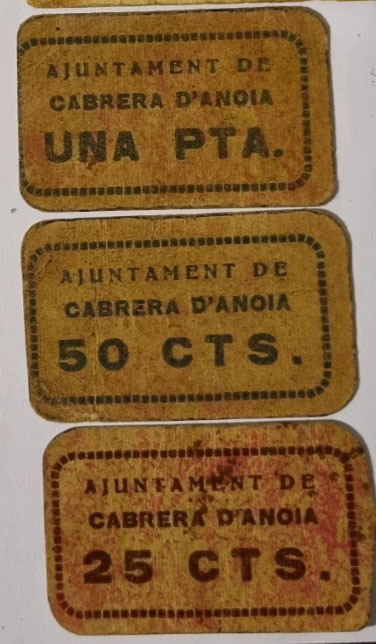 AJUNTAMENT DE
CABRERA D'ANOIA
UNA PTA.
AJUNTAMENT DE
CABRERA D'ANOIA
50 CTS.
AJUNTAMENT DE
CABRERA D'ANOIA
25 CTS.